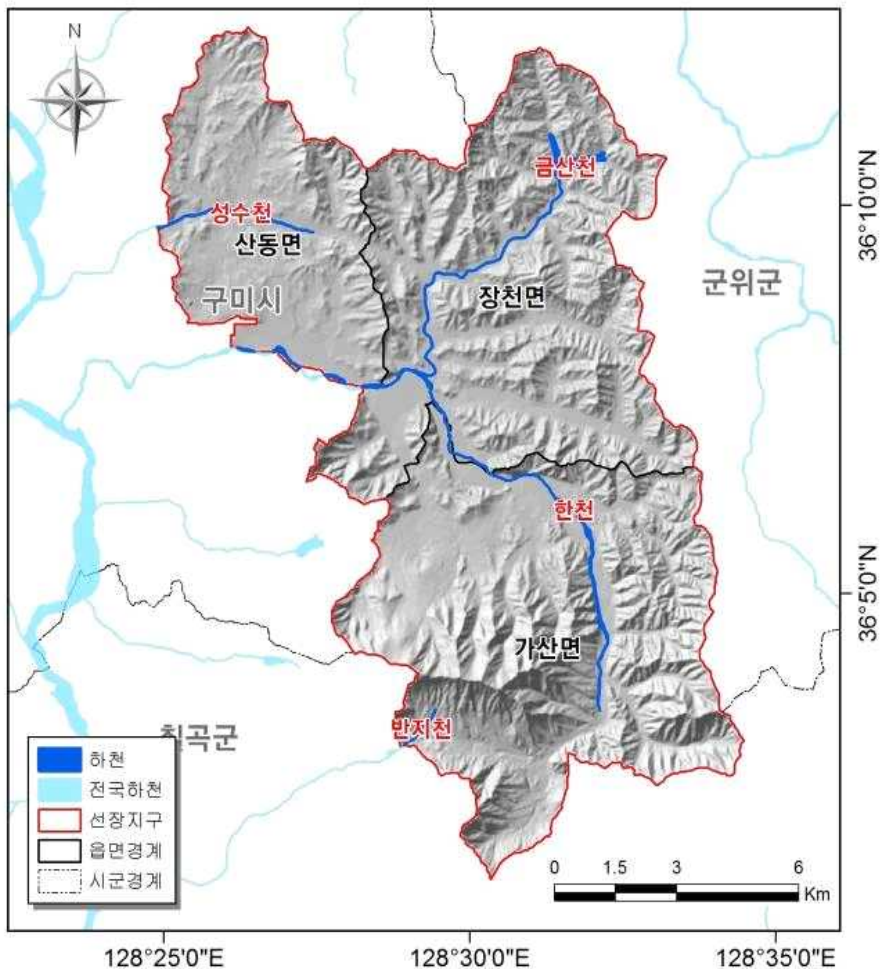 N
금산천
36°10'0"N
성수천
산동면
군위군
구미시
장천면
한천
36°5'0"N
가산면
반지천
칠곡군
하천
전국하천
선장지구
읍면경계
시군경계
0 1.5 3 6
Km
128°25'0"E 128°30'0"E 128°35'0"E